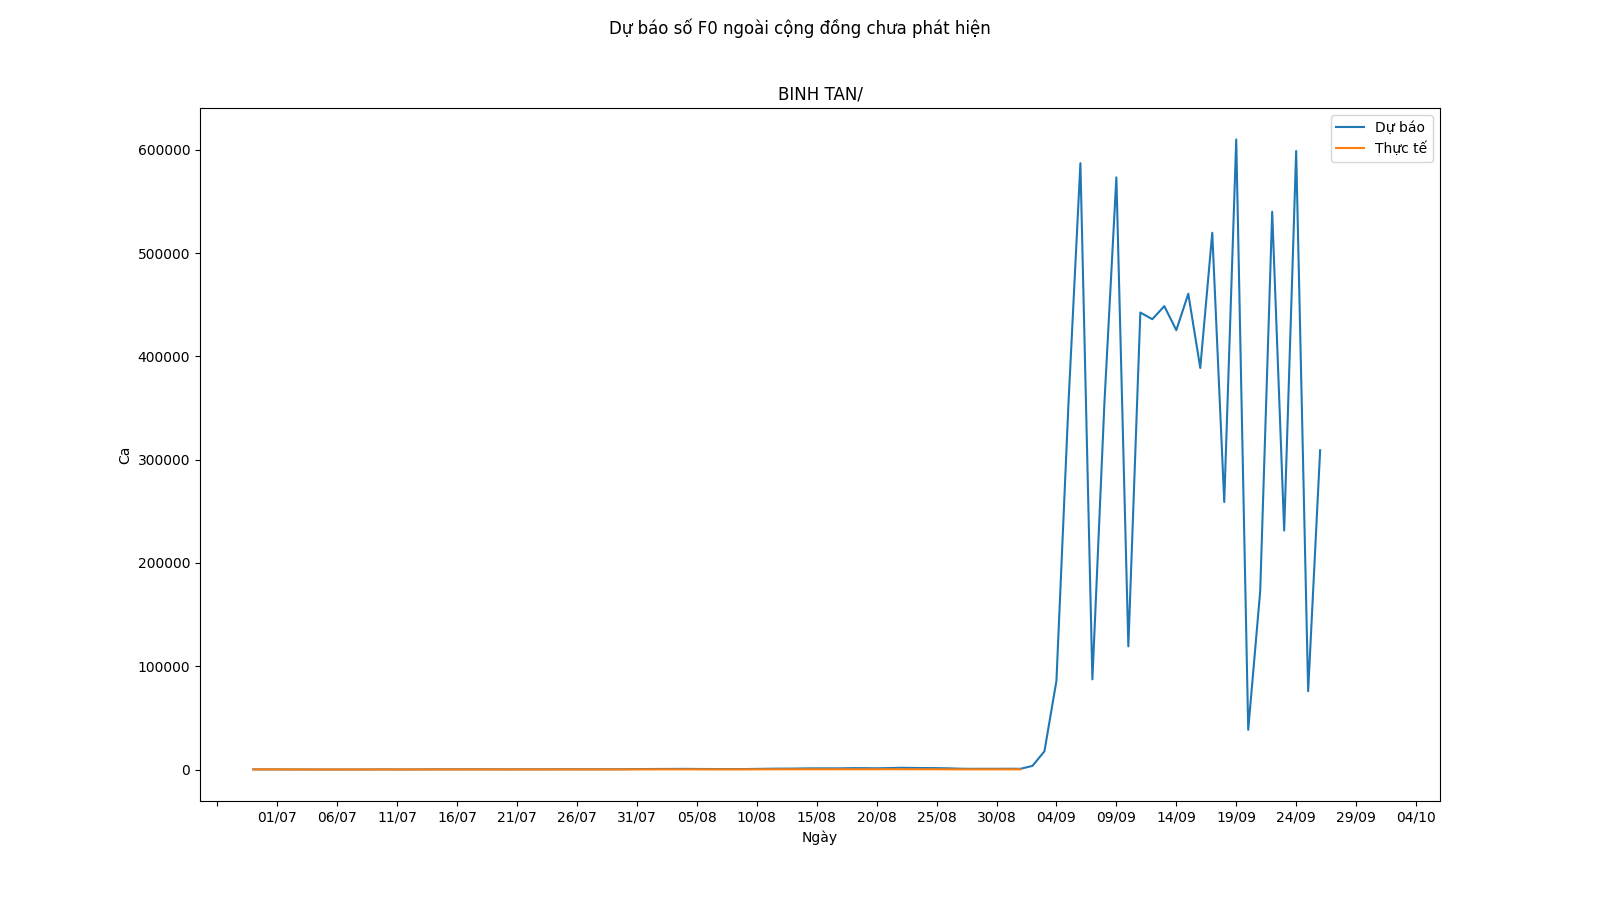 Dự báo số F0 ngoài cộng đồng chưa phát hiện
BINH TAN/
Dự báo
Thực tế
600000
500000
400000
300000
200000
100000
0
Ca
01/07 06/07 11/07 16/07 21/07 26/07 31/07 05/08 10/08 15/08 20/08 25/08 30/08 04/09 09/09 14/09 19/09 24/09 29/09 04/10
Ngày